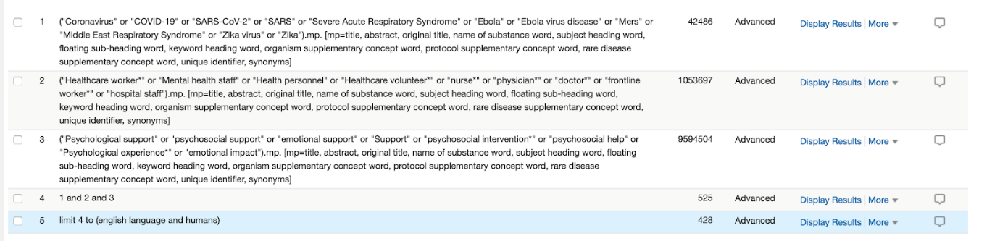 1 ("Coronavirus" or "COVID-19" or "SARS-CoV-2" or "SARS" or "Severe Acute Respiratory Syndrome" or "Ebola" or "Ebola virus disease" or "Mers" or 42486 Advanced Display Results More
"Middle East Respiratory Syndrome" or "Zika virus" or "Zika").mp. [mp=title, abstract, original title, name of substance word, subject heading word,
floating sub-heading word, keyword heading word, organism supplementary concept word, protocol supplementary concept word, rare disease
supplementary concept word, unique identifier, synonyms]
2 ("Healthcare worker*" or "Mental health staff" or "Health personnel" or "Healthcare volunteer*" or "nurse*" or "physician*" or "doctor*" or "frontline 1053697 Advanced Display Results More
worker*" or "hospital staff").mp. [mp=title, abstract, original title, name of substance word, subject heading word, floating sub-heading word,
keyword heading word, organism supplementary concept word, protocol supplementary concept word, rare disease supplementary concept word,
unique identifier, synonyms]
3 ("Psychological support" or "psychosocial support" or "emotional support" or "Support" or "psychosocial intervention*" or "psychosocial help" or 9594504 Advanced Display Results More
"Psychological experience*" or "emotional impact").mp. [mp=title, abstract, original title, name of substance word, subject heading word, floating
sub-heading word, keyword heading word, organism supplementary concept word, protocol supplementary concept word, rare disease
supplementary concept word, unique identifier, synonyms]
4 1 and 2 and 3 525 Advanced Display Results More
5 limit 4 to (english language and humans) 428 Advanced Display Results More